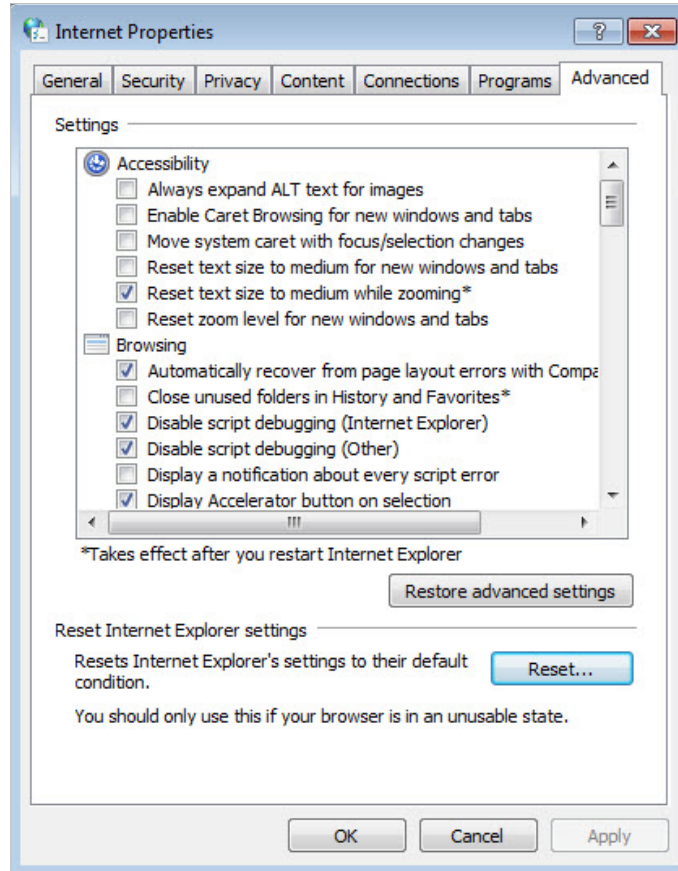 Internet Properties
General Security Privacy Content Connections Programs Advanced
Settings
Accessibility
Always expand ALT text for images
Enable Caret Browsing for new windows and tabs
Move system caret with focus/selection changes
Reset text size to medium for new windows and tabs
Reset text size to medium while zooming*
Reset zoom level for new windows and tabs
Browsing
Automatically recover from page layout errors with Compa
Close unused folders in History and Favorites*
Disable script debugging (Internet Explorer)
Disable script debugging (Other)
Display a notification about every script error
Display Accelerator button on selection
*Takes effect after you restart Internet Explorer
Restore advanced settings
Reset Internet Explorer settings
Resets Internet Explorer's settings to their default
condition.
Reset...
You should only use this if your browser is in an unusable state.
OK Cancel Apply